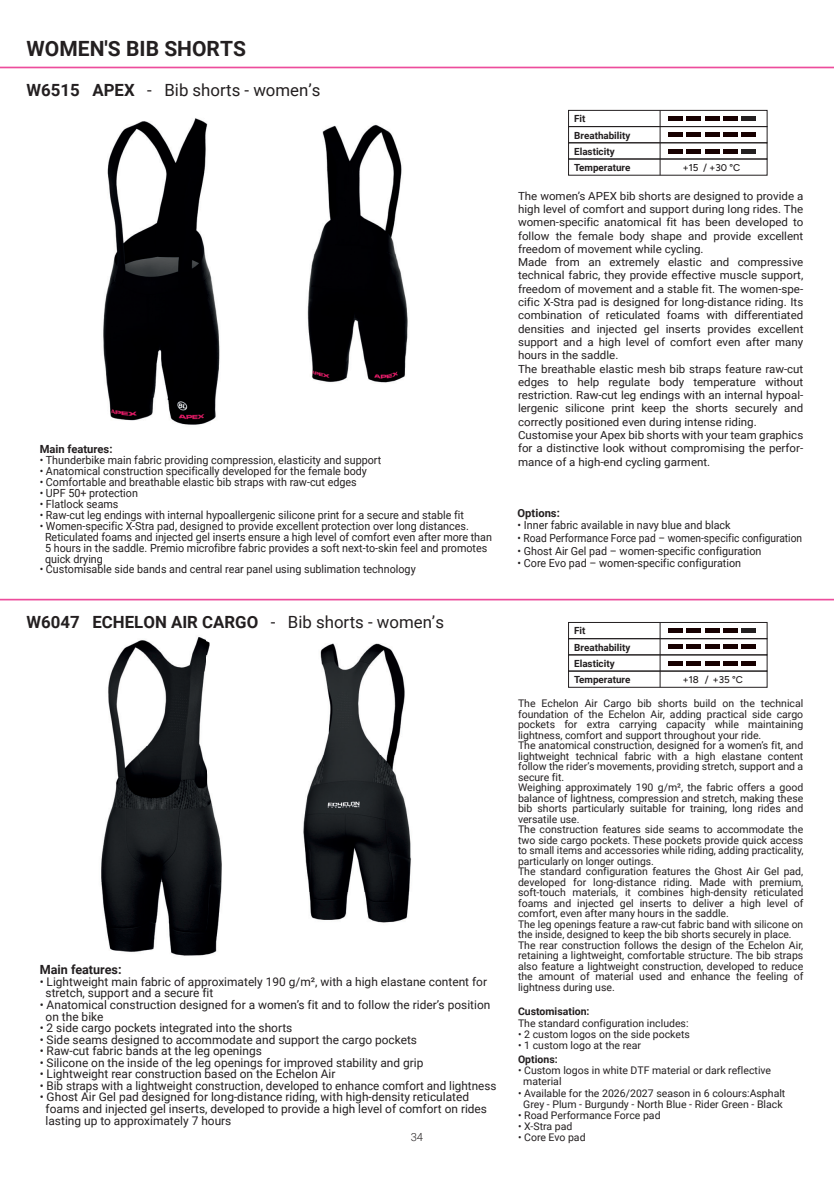 WOMEN'S BIB SHORTS
W6515 APEX - Bib shorts - women's
Fit
Breathability
Elasticity
Temperature +15 / +30 °C
The women's APEX bib shorts are designed to provide a
high level of comfort and support during long rides. The
women-specific anatomical fit has been developed to
follow the female body shape and provide excellent
freedom of movement while cycling.
Made from an extremely elastic and compressive
technical fabric, they provide effective muscle support,
freedom of movement and a stable fit. The women-spe-
cific X-Stra pad is designed for long-distance riding. Its
combination of reticulated foams with differentiated
densities and injected gel inserts provides excellent
support and a high level of comfort even after many
hours in the saddle.
The breathable elastic mesh bib straps feature raw-cut
edges to help regulate body temperature without
restriction. Raw-cut leg endings with an internal hypoal-
lergenic silicone print keep the shorts securely and
correctly positioned even during intense riding.
Customise your Apex bib shorts with your team graphics
for a distinctive look without compromising the perfor-
mance of a high-end cycling garment.
APEX
APEX
APEX
APEX
Main features:
• Thunderbike main fabric providing compression, elasticity and support
• Anatomical construction specifically developed for the female body
• Comfortable and breathable elastic bib straps with raw-cut edges
• UPF 50+ protection
• Flatlock seams
• Raw-cut leg endings with internal hypoallergenic silicone print for a secure and stable fit
• Women-specific X-Stra pad, designed to provide excellent protection over long distances.
Reticulated foams and injected gel inserts ensure a high level of comfort even after more than
5 hours in the saddle. Premio microfibre fabric provides a soft next-to-skin feel and promotes
quick drying
• Customisable side bands and central rear panel using sublimation technology
Options:
• Inner fabric available in navy blue and black
• Road Performance Force pad – women-specific configuration
• Ghost Air Gel pad – women-specific configuration
• Core Evo pad – women-specific configuration
W6047 ECHELON AIR CARGO - Bib shorts - women's
Fit
Breathability
Elasticity
Temperature +18 / +35 °C
The Echelon Air Cargo bib shorts build on the technical
foundation of the Echelon Air, adding practical side cargo
pockets for extra carrying capacity while maintaining
lightness, comfort and support throughout your ride.
The anatomical construction, designed for a women's fit, and
lightweight technical fabric with a high elastane content
follow the rider's movements, providing stretch, support and a
secure fit.
Weighing approximately 190 g/m², the fabric offers a good
balance of lightness, compression and stretch, making these
bib shorts particularly suitable for training, long rides and
versatile use.
The construction features side seams to accommodate the
two side cargo pockets. These pockets provide quick access
to small items and accessories while riding, adding practicality,
particularly on longer outings.
The standard configuration features the Ghost Air Gel pad,
developed for long-distance riding. Made with premium,
soft-touch materials, it combines high-density reticulated
foams and injected gel inserts to deliver a high level of
comfort, even after many hours in the saddle.
The leg openings feature a raw-cut fabric band with silicone on
the inside, designed to keep the bib shorts securely in place.
The rear construction follows the design of the Echelon Air,
retaining a lightweight, comfortable structure. The bib straps
also feature a lightweight construction, developed to reduce
the amount of material used and enhance the feeling of
lightness during use.
ECHELON
Main features:
• Lightweight main fabric of approximately 190 g/m², with a high elastane content for
stretch, support and a secure fit
• Anatomical construction designed for a women's fit and to follow the rider's position
on the bike
• 2 side cargo pockets integrated into the shorts
• Side seams designed to accommodate and support the cargo pockets
• Raw-cut fabric bands at the leg openings
• Silicone on the inside of the leg openings for improved stability and grip
• Lightweight rear construction based on the Echelon Air
• Bib straps with a lightweight construction, developed to enhance comfort and lightness
• Ghost Air Gel pad designed for long-distance riding, with high-density reticulated
foams and injected gel inserts, developed to provide a high level of comfort on rides
lasting up to approximately 7 hours
Customisation:
The standard configuration includes:
• 2 custom logos on the side pockets
• 1 custom logo at the rear
Options:
• Custom logos in white DTF material or dark reflective
material
• Available for the 2026/2027 season in 6 colours:Asphalt
Grey - Plum - Burgundy - North Blue - Rider Green - Black
• Road Performance Force pad
• X-Stra pad
• Core Evo pad
34